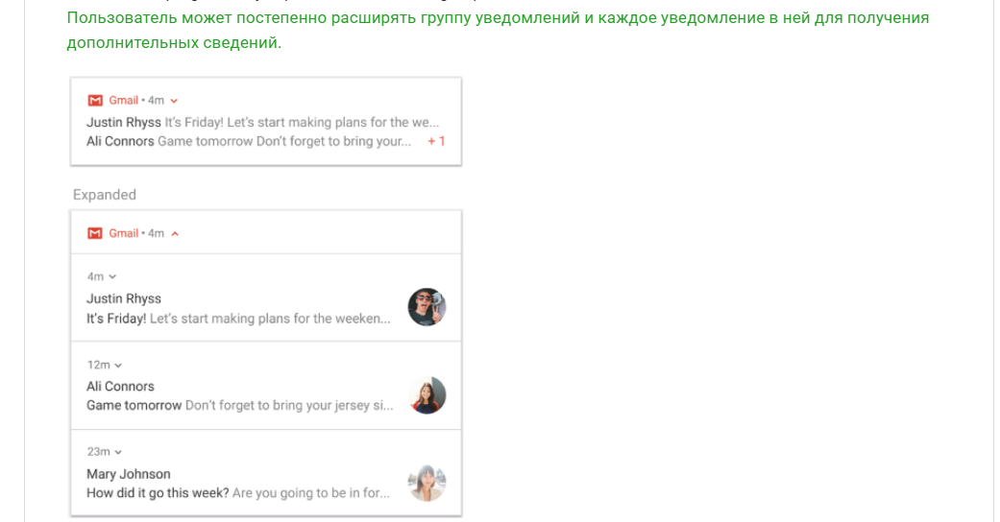 Пользователь может постепенно расширять группу уведомлений и каждое уведомление в ней для получения
дополнительных сведений.
Gmail • 4m
Justin Rhyss It's Friday! Let's start making plans for the we...
Ali Connors Game tomorrow Don't forget to bring your... + 1
Expanded
Gmail • 4m
4m
Justin Rhyss
It's Friday! Let's start making plans for the weeken...
12m
Ali Connors
Game tomorrow Don't forget to bring your jersey si...
23m
Mary Johnson
How did it go this week? Are you going to be in for...